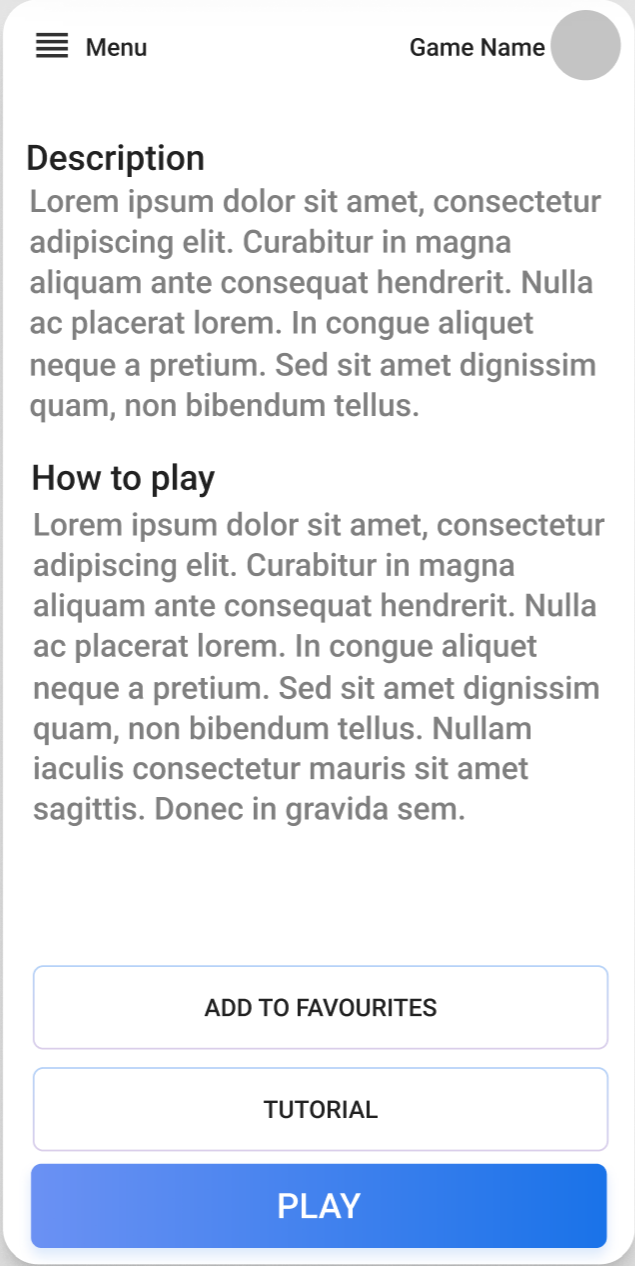 Menu
Game Name
Description
Lorem ipsum dolor sit amet, consectetur
adipiscing elit. Curabitur in magna
aliquam ante consequat hendrerit. Nulla
ac placerat lorem. In congue aliquet
neque a pretium. Sed sit amet dignissim
quam, non bibendum tellus.
How to play
Lorem ipsum dolor sit amet, consectetur
adipiscing elit. Curabitur in magna
aliquam ante consequat hendrerit. Nulla
ac placerat lorem. In congue aliquet
neque a pretium. Sed sit amet dignissim
quam, non bibendum tellus. Nullam
iaculis consectetur mauris sit amet
sagittis. Donec in gravida sem.
ADD TO FAVOURITES
TUTORIAL
PLAY